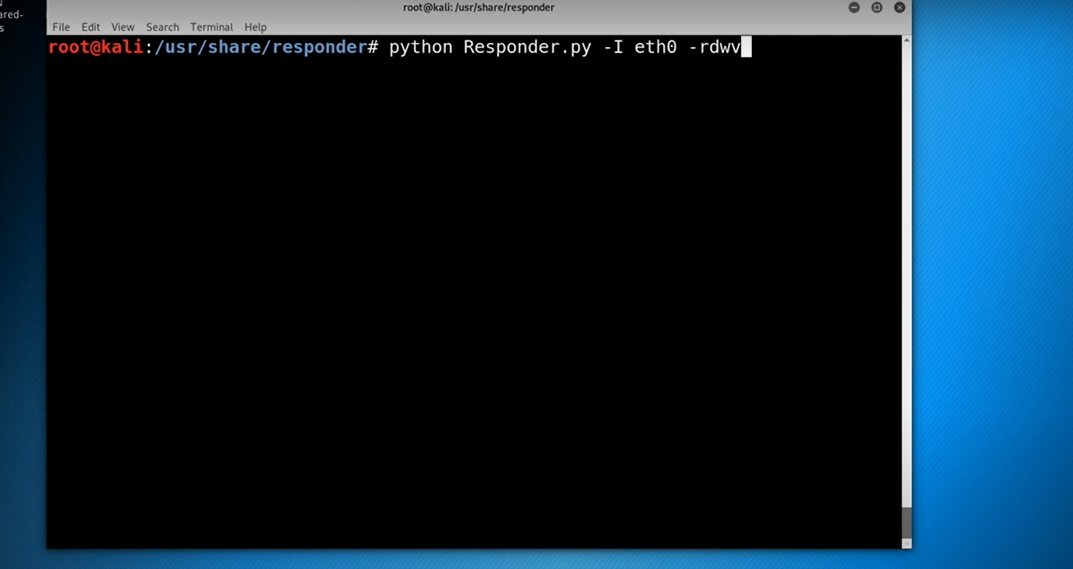 ared-
s
root@kali: /usr/share/responder
File Edit View Search Terminal Help
root@kali:/usr/share/responder# python Responder.py -I eth0 -rdwv